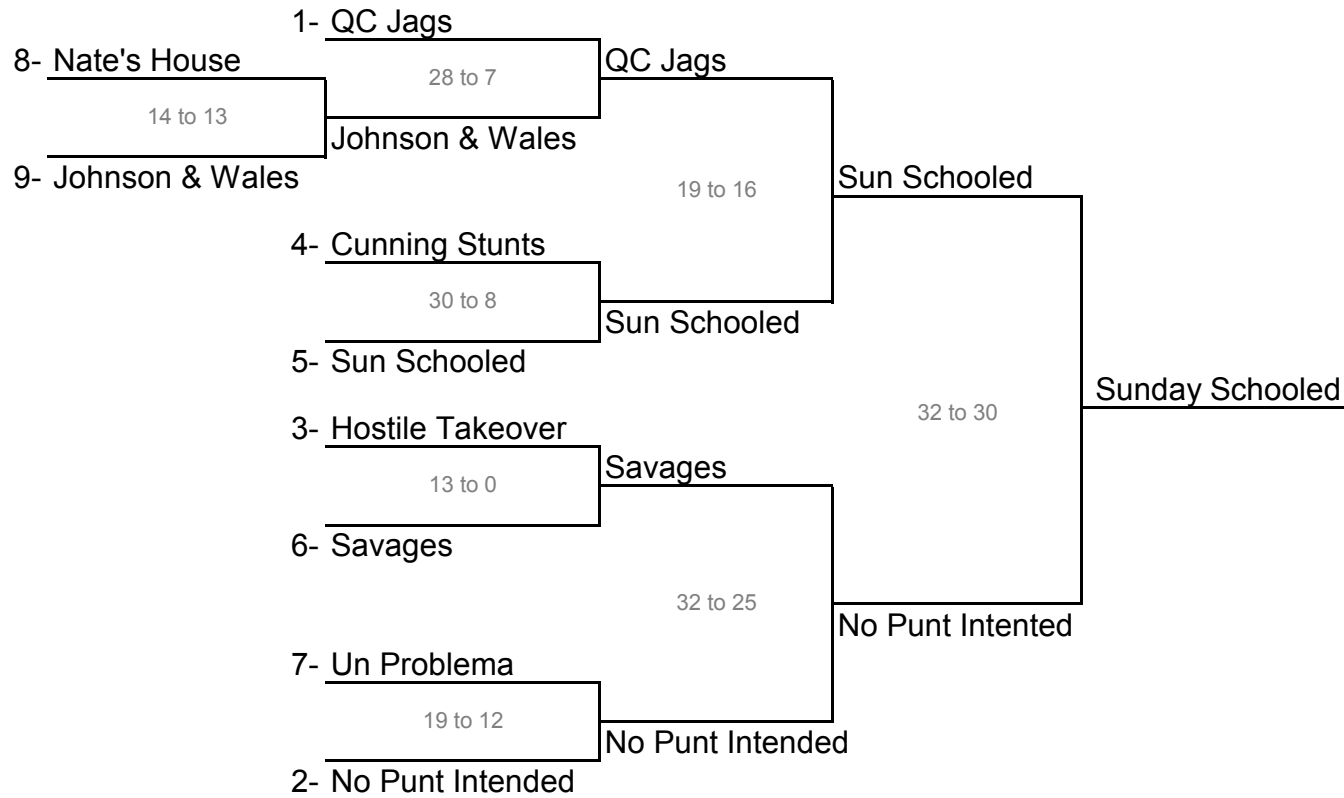 1- QC Jags
8- Nate's House
QC Jags
28 to 7
14 to 13
Johnson & Wales
9- Johnson & Wales
Sun Schooled
19 to 16
4- Cunning Stunts
30 to 8
Sun Schooled
5- Sun Schooled
Sunday Schooled
32 to 30
3- Hostile Takeover
Savages
13 to 0
6- Savages
32 to 25
No Punt Intented
7- Un Problema
19 to 12
No Punt Intended
2- No Punt Intended